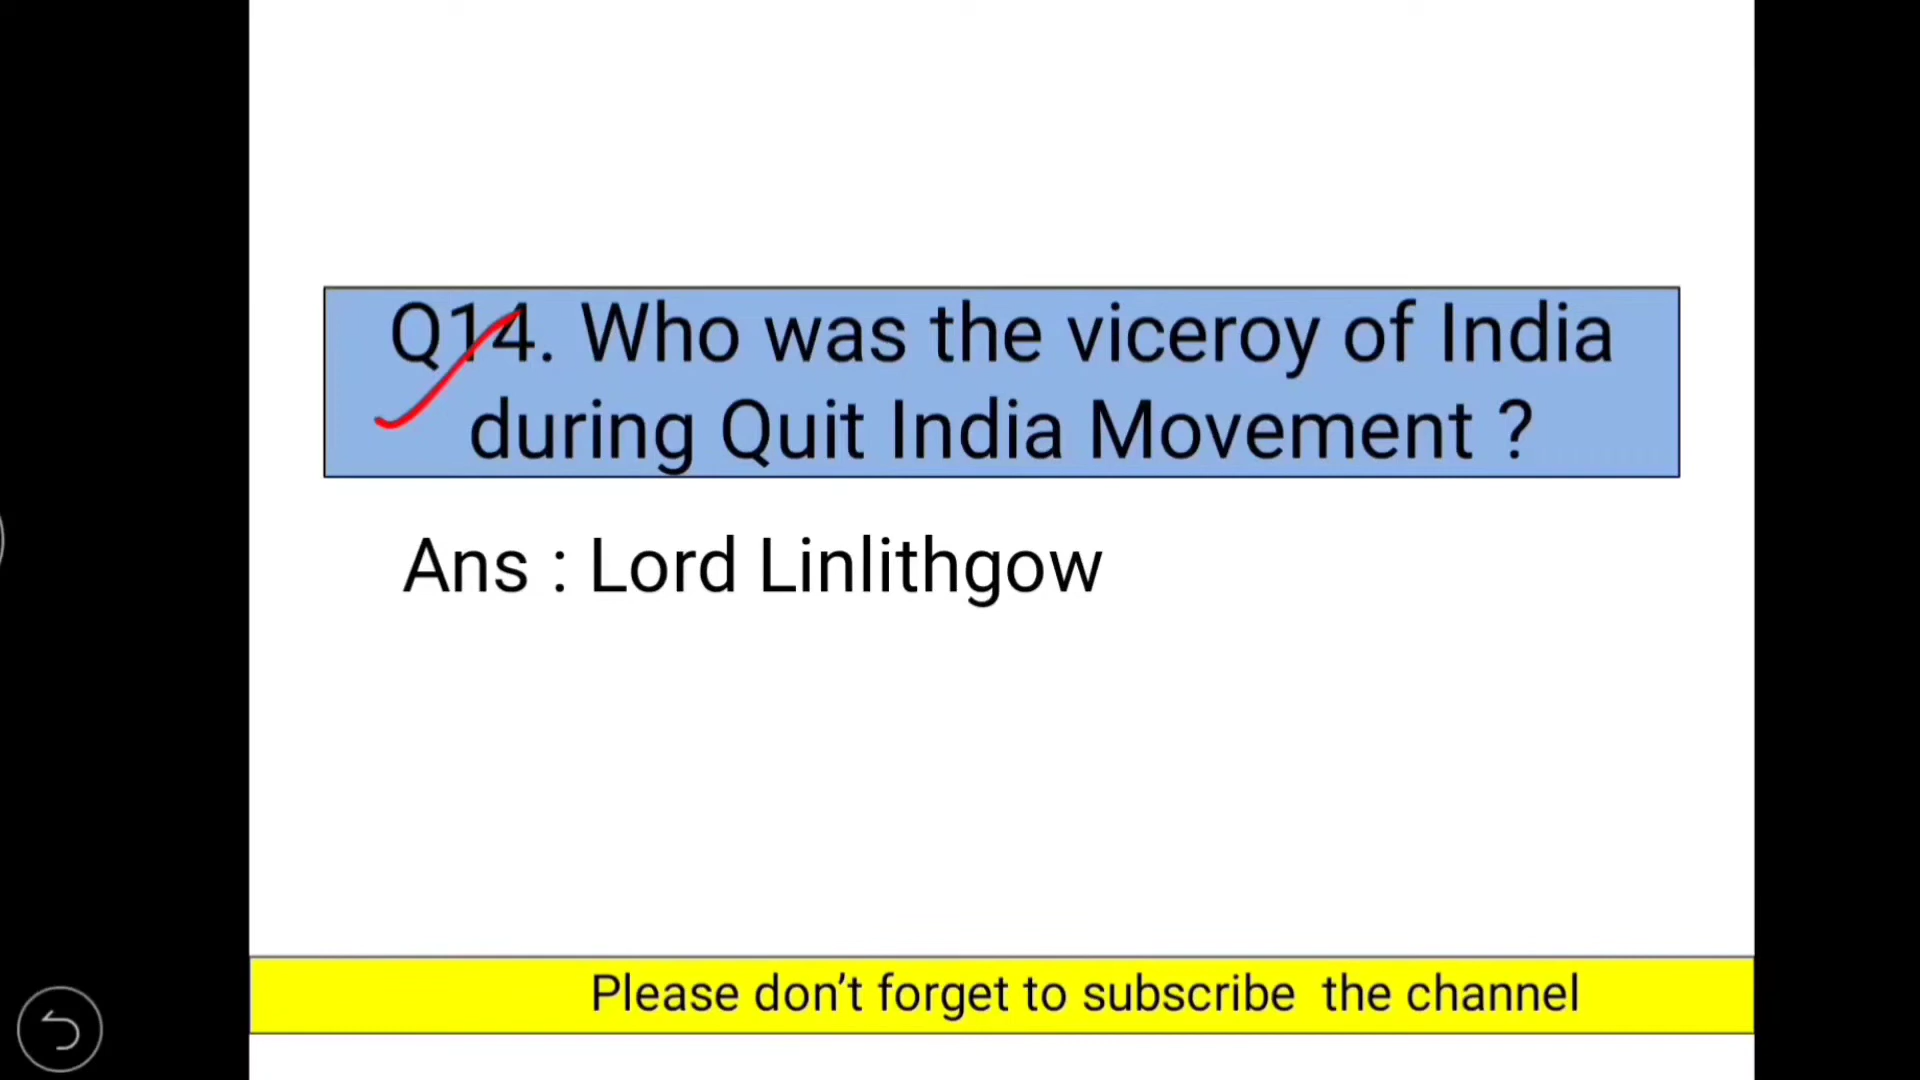 Q14. Who was the viceroy of India
during Quit India Movement ?
Ans : Lord Linlithgow
Please don’t forget to subscribe  the channel